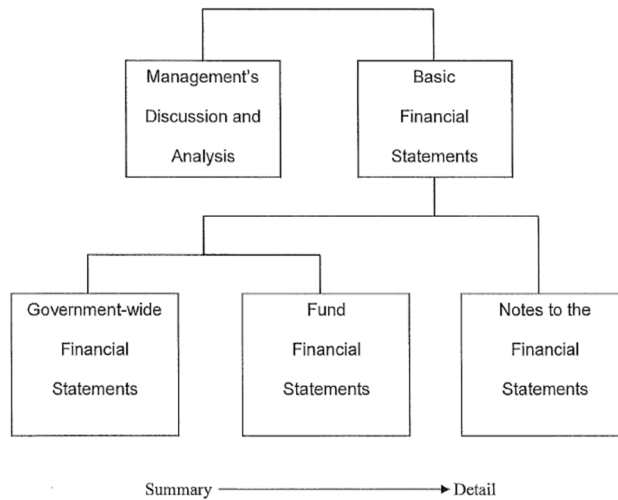 Management's
Discussion and
Analysis
Basic
Financial
Statements
Government-wide
Financial
Statements
Fund
Financial
Statements
Notes to the
Financial
Statements
Summary
Detail